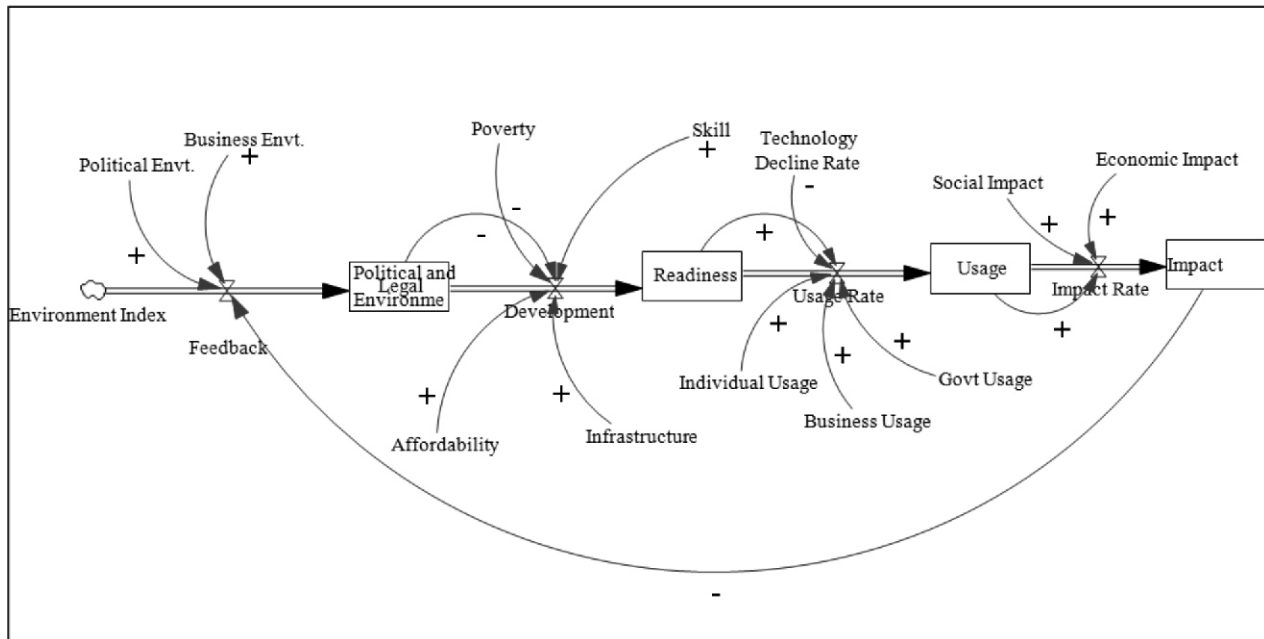 Business Envt.
+
Political Envt.
+
Environment Index
Feedback
Political and
Legal
Environme
Poverty
-
-
Skill
+
Development
Affordability
+
Infrastructure
+
Readiness
+
Technology
Decline Rate
-
Usage Rate
Individual Usage
+
Business Usage
+
Govt Usage
+
Usage
+
Social Impact
+
Economic Impact
+
Impact Rate
Impact
-